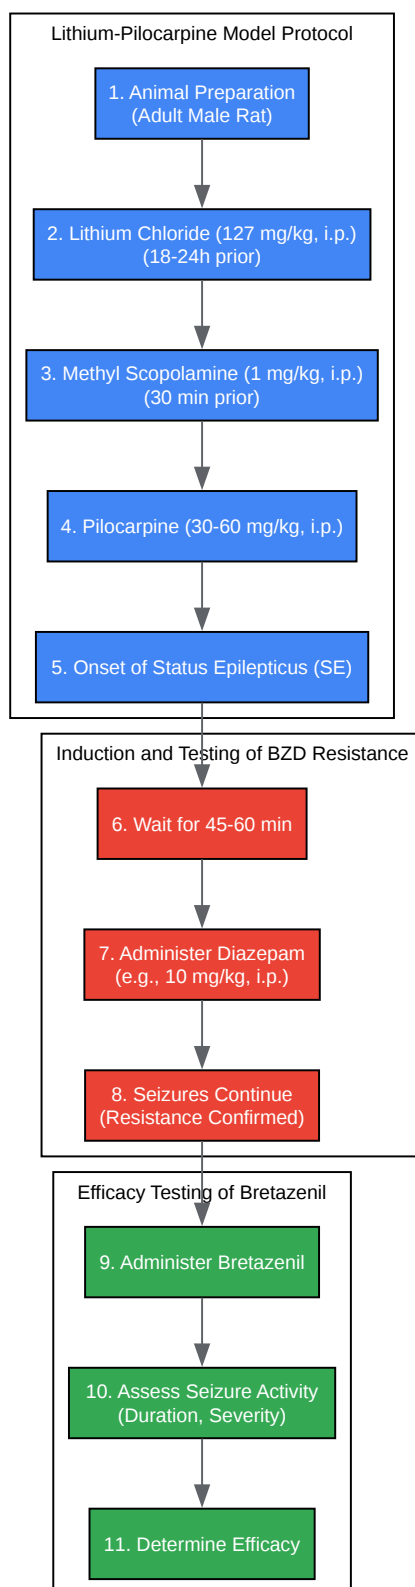 Lithium-Pilocarpine Model Protocol
1. Animal Preparation
(Adult Male Rat)
2. Lithium Chloride (127 mg/kg, i.p.)
(18-24h prior)
3. Methyl Scopolamine (1 mg/kg, i.p.)
(30 min prior)
4. Pilocarpine (30-60 mg/kg, i.p.)
5. Onset of Status Epilepticus (SE)
Induction and Testing of BZD Resistance
6. Wait for 45-60 min
7. Administer Diazepam
(e.g., 10 mg/kg, i.p.)
8. Seizures Continue
(Resistance Confirmed)
Efficacy Testing of Bretazenil
9. Administer Bretazenil
10. Assess Seizure Activity
(Duration, Severity)
11. Determine Efficacy